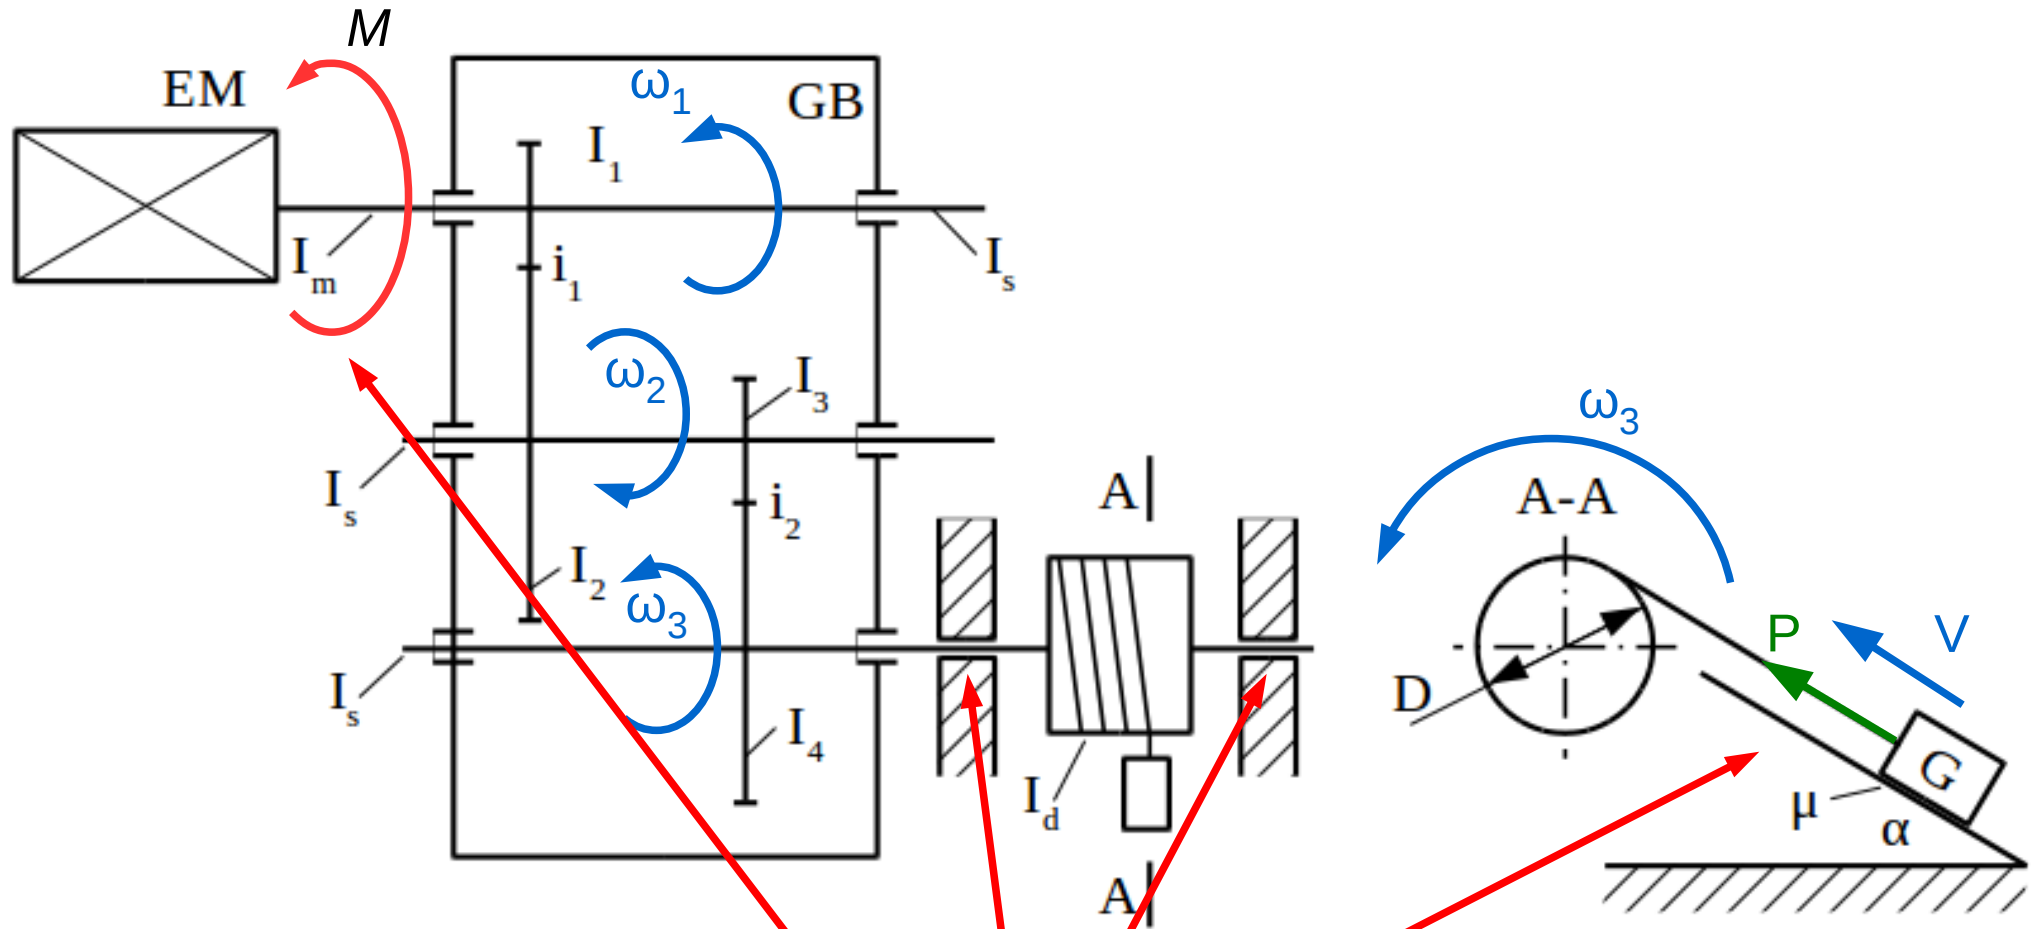 M
EM
GB
ω1
I1
Im
i1
Is
ω2
I3
Is
i2
I2
ω3
Is
I4
A
Id
A
ω3
A-A
D
P
V
G
μ
α